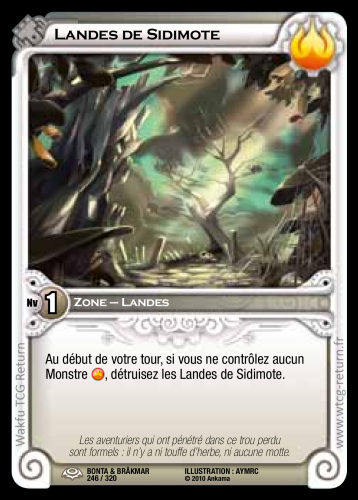 Landes de Sidimote
Nv 1 Zone – Landes
Au début de votre tour, si vous ne contrôlez aucun
Monstre , détruisez les Landes de Sidimote.
Les aventuriers qui ont pénétré dans ce trou perdu
sont formels : il n'y a ni touffe d'herbe, ni aucune motte.
BONTA & BRÂKMAR
246 / 320
ILLUSTRATION : AYMRC
© 2010 Ankama
Wakfu TCG Return
www.wtcg-return.fr